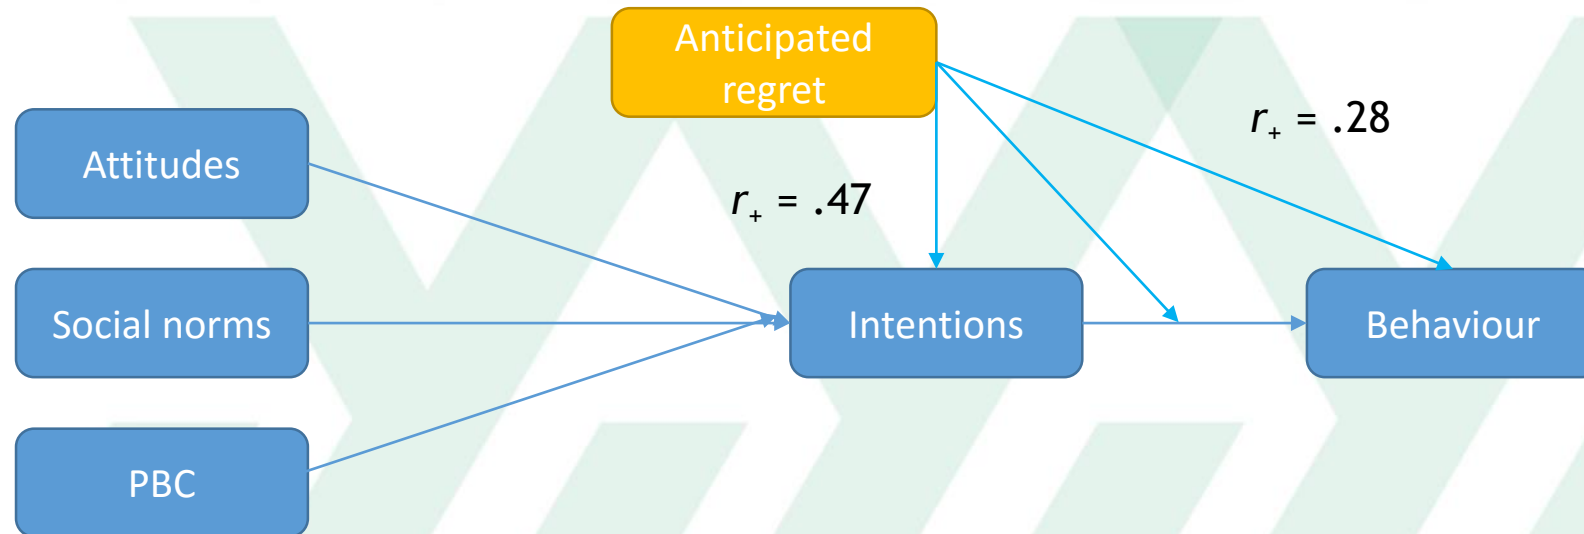 Anticipated
regret
r₊ = .28
Attitudes
r₊ = .47
Social norms
Intentions
Behaviour
PBC